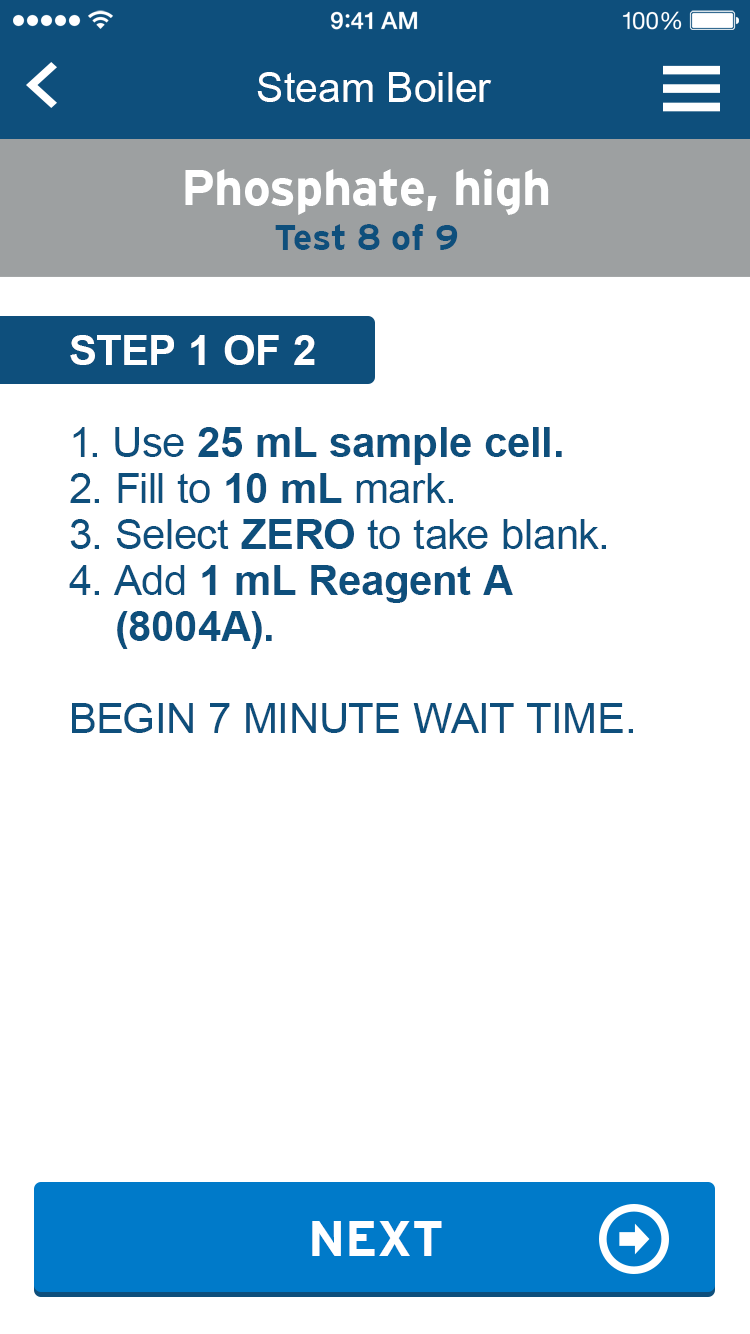 9:41 AM
100%
Steam Boiler
Phosphate, high
Test 8 of 9
STEP 1 OF 2
1. Use 25 mL sample cell.
2. Fill to 10 mL mark.
3. Select ZERO to take blank.
4. Add 1 mL Reagent A
(8004A).
BEGIN 7 MINUTE WAIT TIME.
NEXT